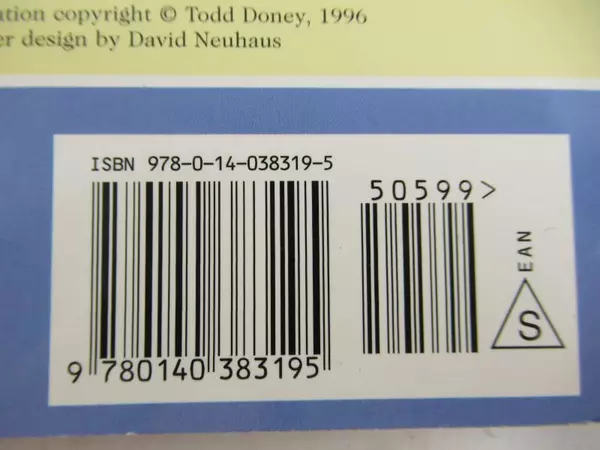 ation copyright © Todd Doney, 1996
er design by David Neuhaus
ISBN 978-0-14-038319-5
50599>
EAN
S
9 780140 383195